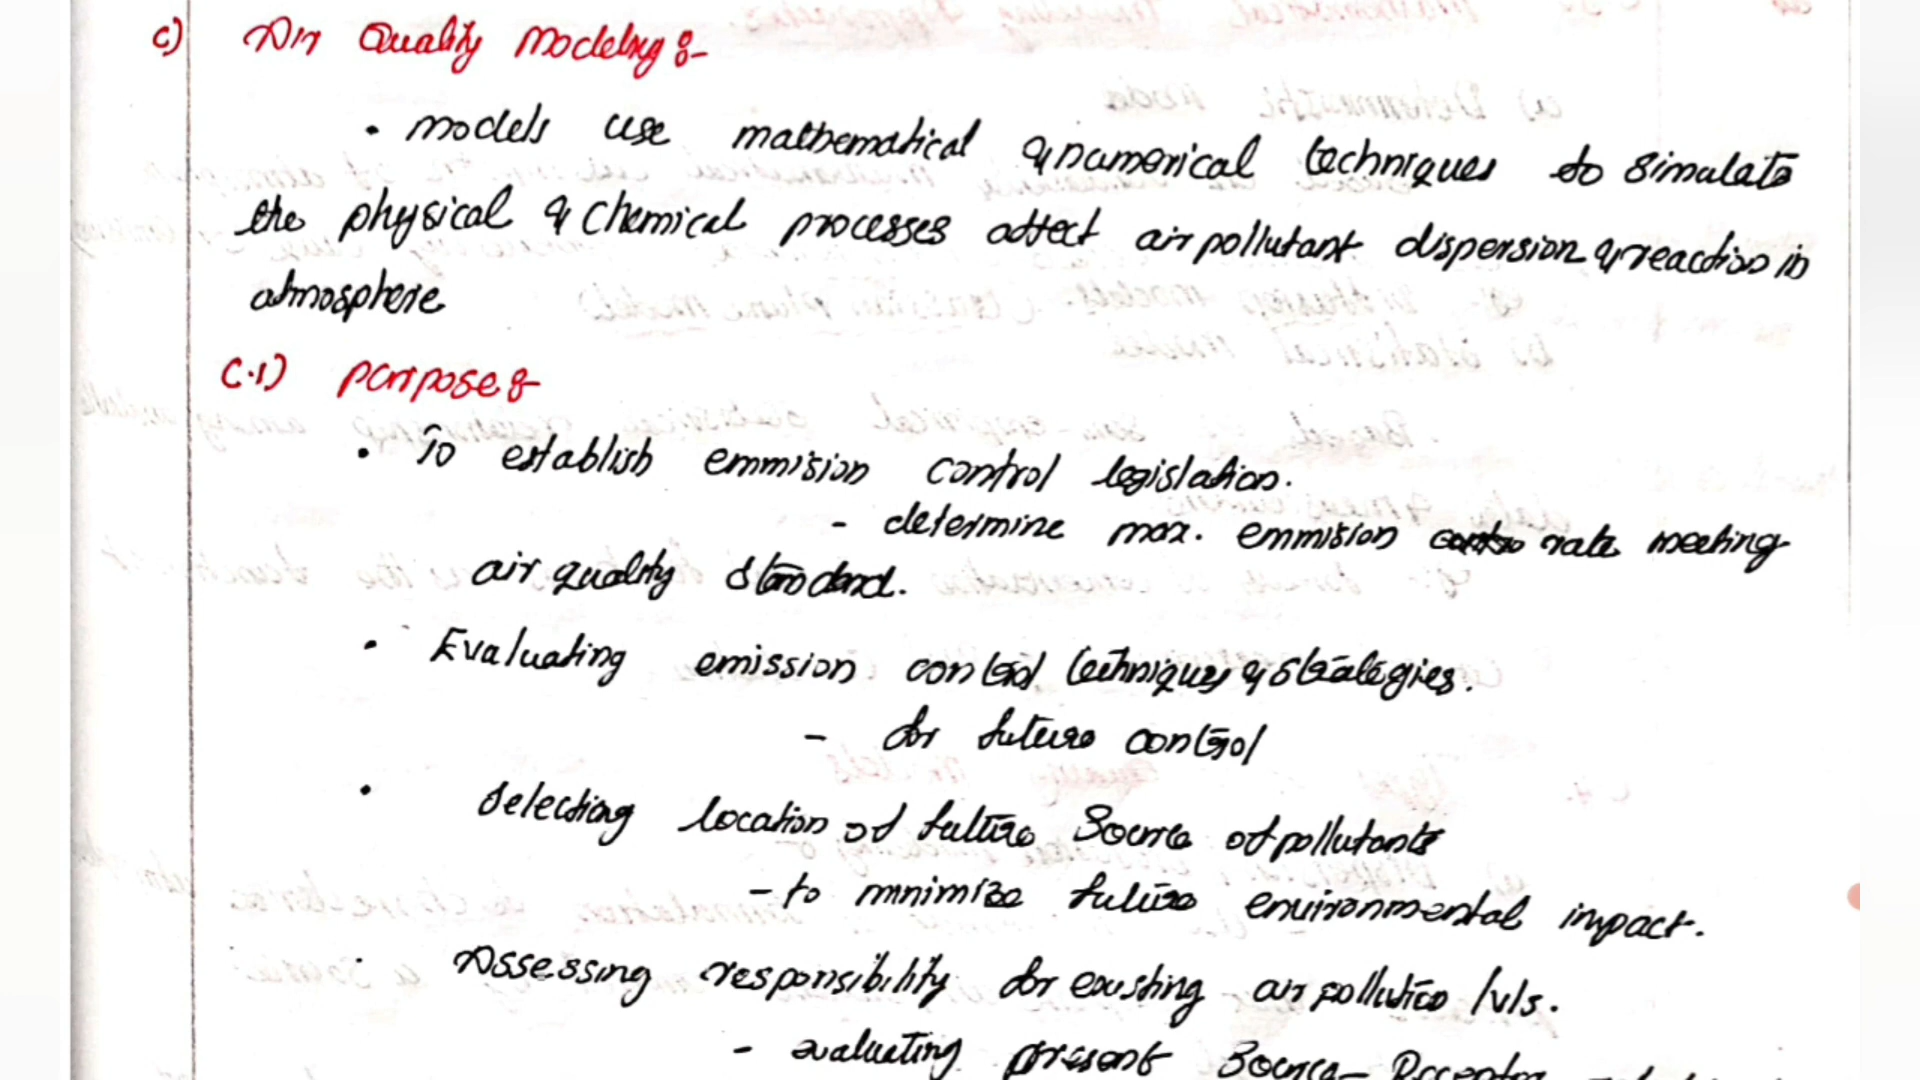 c) Air Quality Modeling :-
• models use mathematical & numerical techniques to simulate
the physical & chemical processes affect air pollutant dispersion & reaction in
atmosphere
C.1) purpose :-
• To establish emmision control legislation.
- determine max. emmision rate meeting
air quality standard.
• Evaluating emission control techniques & strategies.
- for future control
• selecting location of future source of pollutants
- to mnimize future environmental impact.
• Assessing responsibility for existing air pollution lvls.
- evaluating present source - Receptor